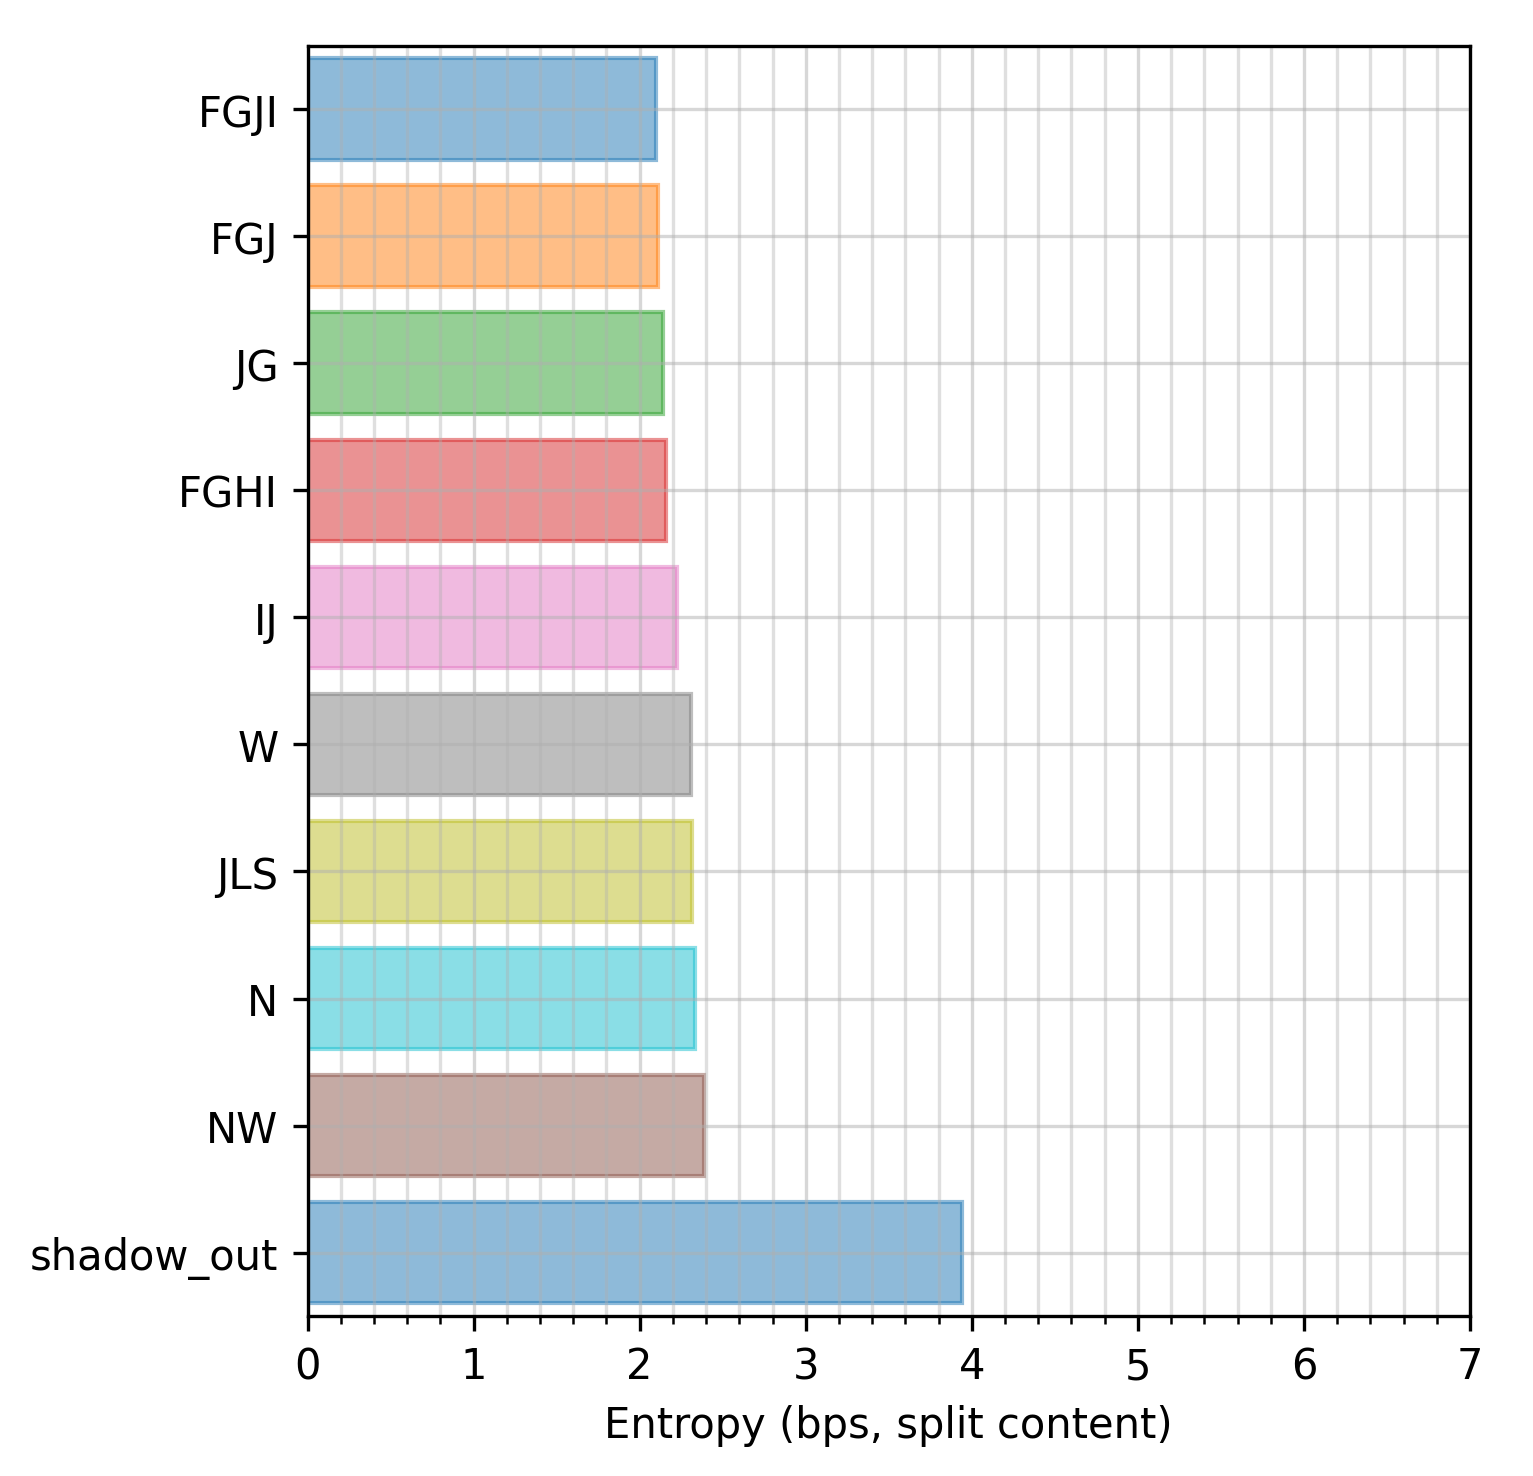 FGJI
FGJ
JG
FGHI
IJ
W
JLS
N
NW
shadow_out
0 1 2 3 4 5 6 7
Entropy (bps, split content)